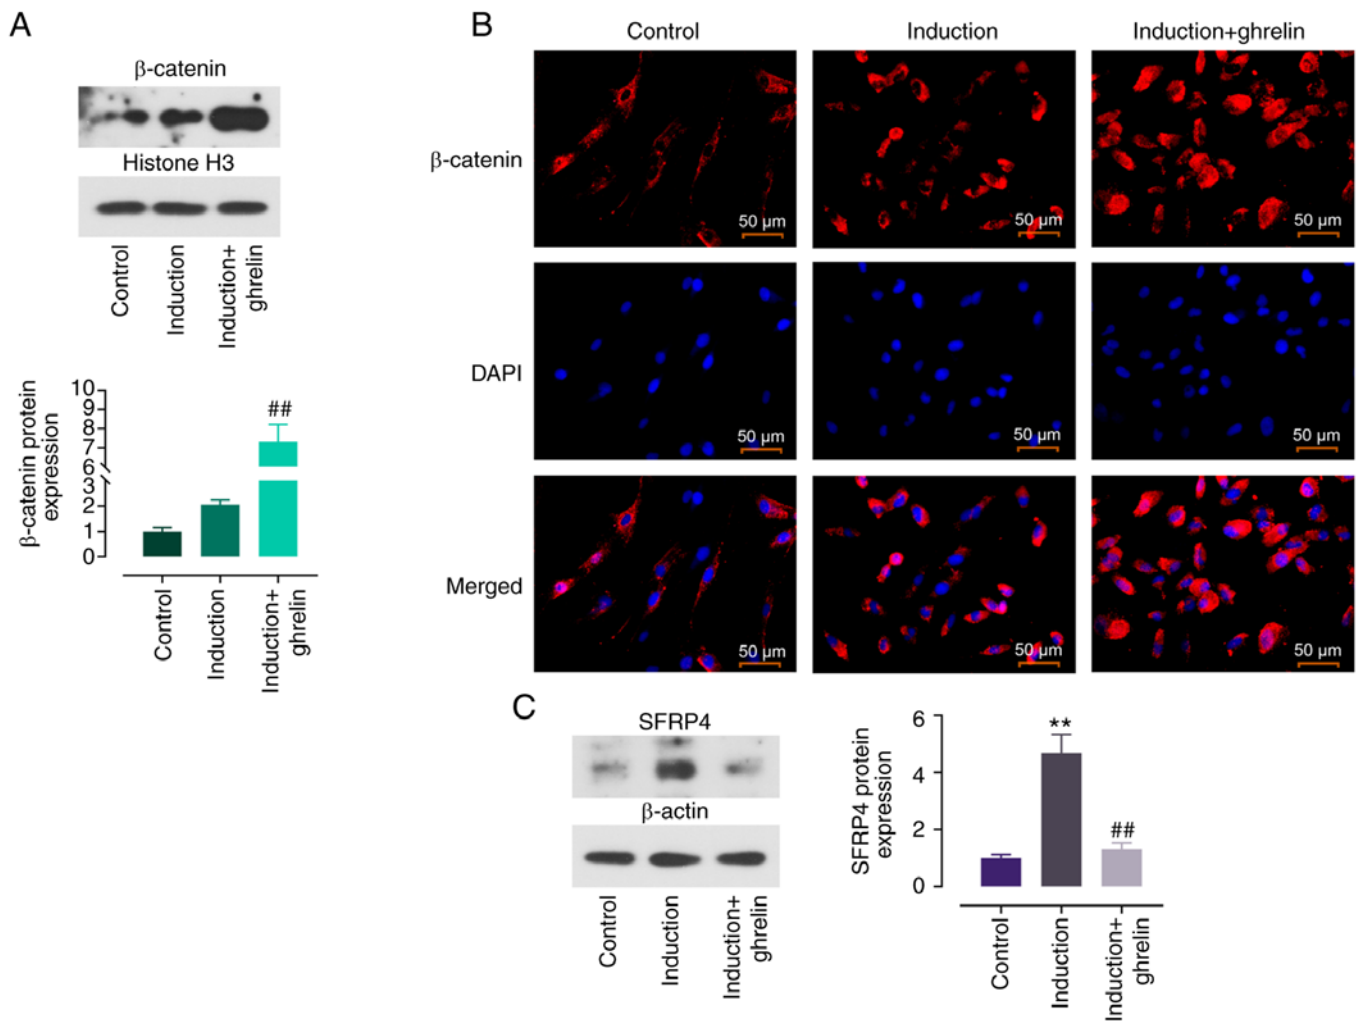 A
β-catenin
Histone H3
Control
Induction
Induction+
ghrelin
β-catenin protein
expression
10
9
8
7
6
3
2
1
0
##
Control
Induction
Induction+
ghrelin
B
Control
Induction
Induction+ghrelin
β-catenin
50 µm
50 µm
50 µm
DAPI
50 µm
50 µm
50 µm
Merged
50 µm
50 µm
50 µm
C
SFRP4
β-actin
Control
Induction
Induction+
ghrelin
SFRP4 protein
expression
6
4
2
0
**
##
Control
Induction
Induction+
ghrelin